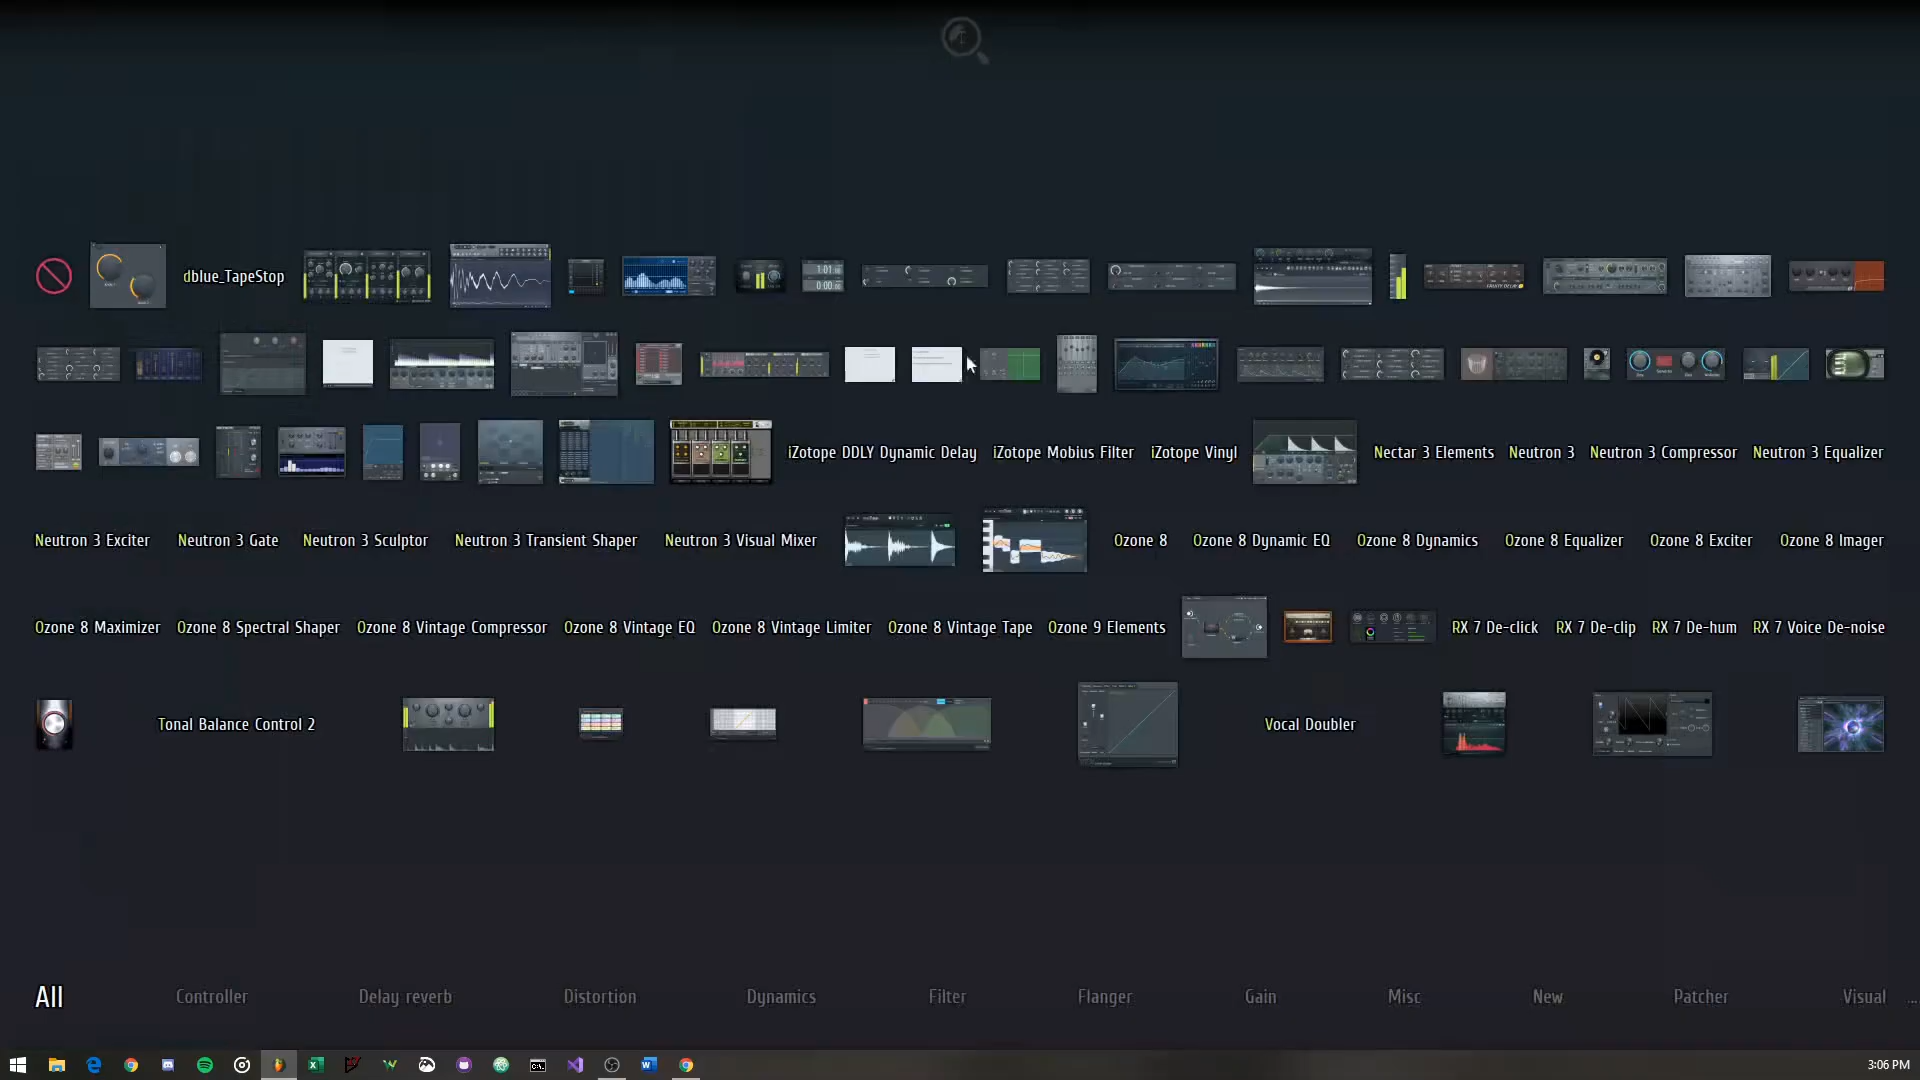 dblue_TapeStop
1:01
0:00
FRUITY DELAY
iZotope DDLY Dynamic Delay iZotope Mobius Filter iZotope Vinyl Nectar 3 Elements Neutron 3 Neutron 3 Compressor Neutron 3 Equalizer
Neutron 3 Exciter Neutron 3 Gate Neutron 3 Sculptor Neutron 3 Transient Shaper Neutron 3 Visual Mixer Ozone 8 Ozone 8 Dynamic EQ Ozone 8 Dynamics Ozone 8 Equalizer Ozone 8 Exciter Ozone 8 Imager
Ozone 8 Maximizer Ozone 8 Spectral Shaper Ozone 8 Vintage Compressor Ozone 8 Vintage EQ Ozone 8 Vintage Limiter Ozone 8 Vintage Tape Ozone 9 Elements RX 7 De-click RX 7 De-clip RX 7 De-hum RX 7 Voice De-noise
Tonal Balance Control 2 Vocal Doubler
All Controller Delay reverb Distortion Dynamics Filter Flanger Gain Misc New Patcher Visual ...
3:06 PM